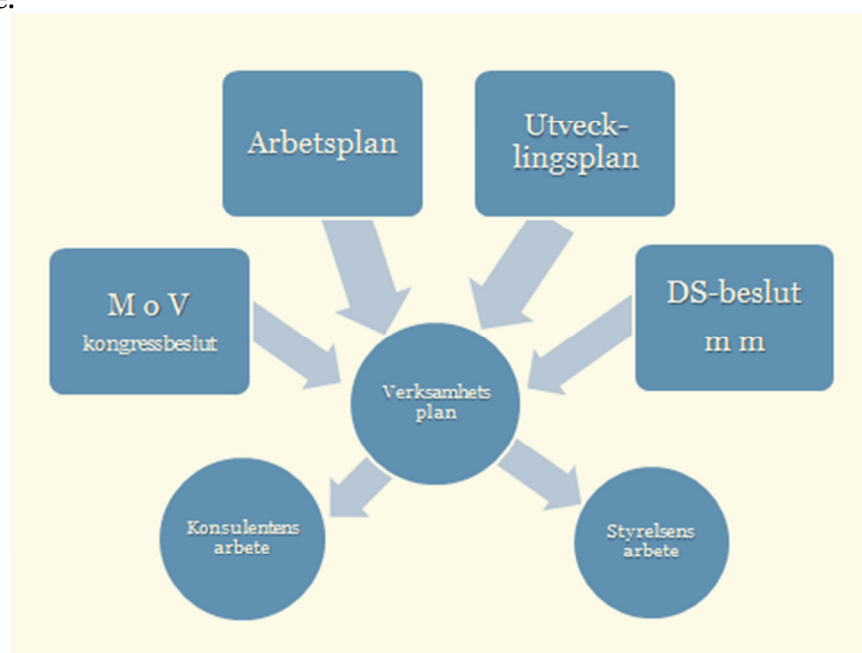 e.
Arbetsplan
Utveck-
lingsplan
M o V
kongressbeslut
DS-beslut
m m
Verksamhets
plan
Konsulentens
arbete
Styrelsens
arbete